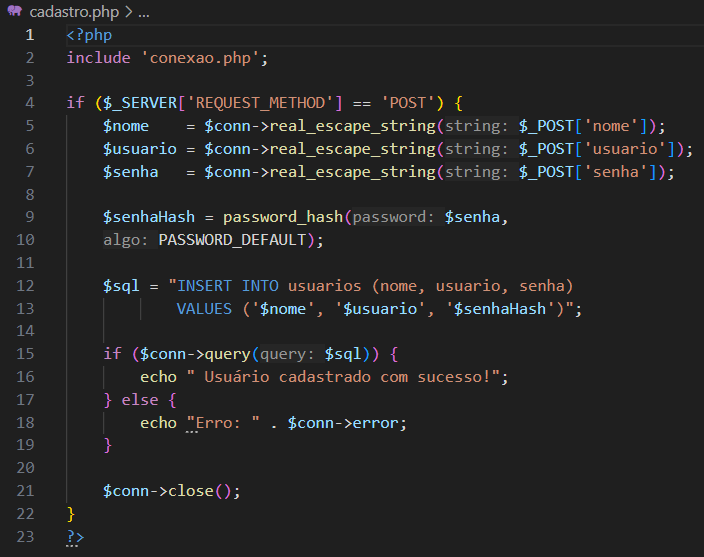 cadastro.php > ...
1 <?php
2 include 'conexao.php';
3
4 if ($_SERVER['REQUEST_METHOD'] == 'POST') {
5 $nome    = $conn->real_escape_string(string: $_POST['nome']);
6 $usuario = $conn->real_escape_string(string: $_POST['usuario']);
7 $senha   = $conn->real_escape_string(string: $_POST['senha']);
8
9 $senhaHash = password_hash(password: $senha,
10 algo: PASSWORD_DEFAULT);
11
12 $sql = "INSERT INTO usuarios (nome, usuario, senha)
13 VALUES ('$nome', '$usuario', '$senhaHash')";
14
15 if ($conn->query(query: $sql)) {
16 echo " Usuário cadastrado com sucesso!";
17 } else {
18 echo "Erro: " . $conn->error;
19 }
20
21 $conn->close();
22 }
23 ?>